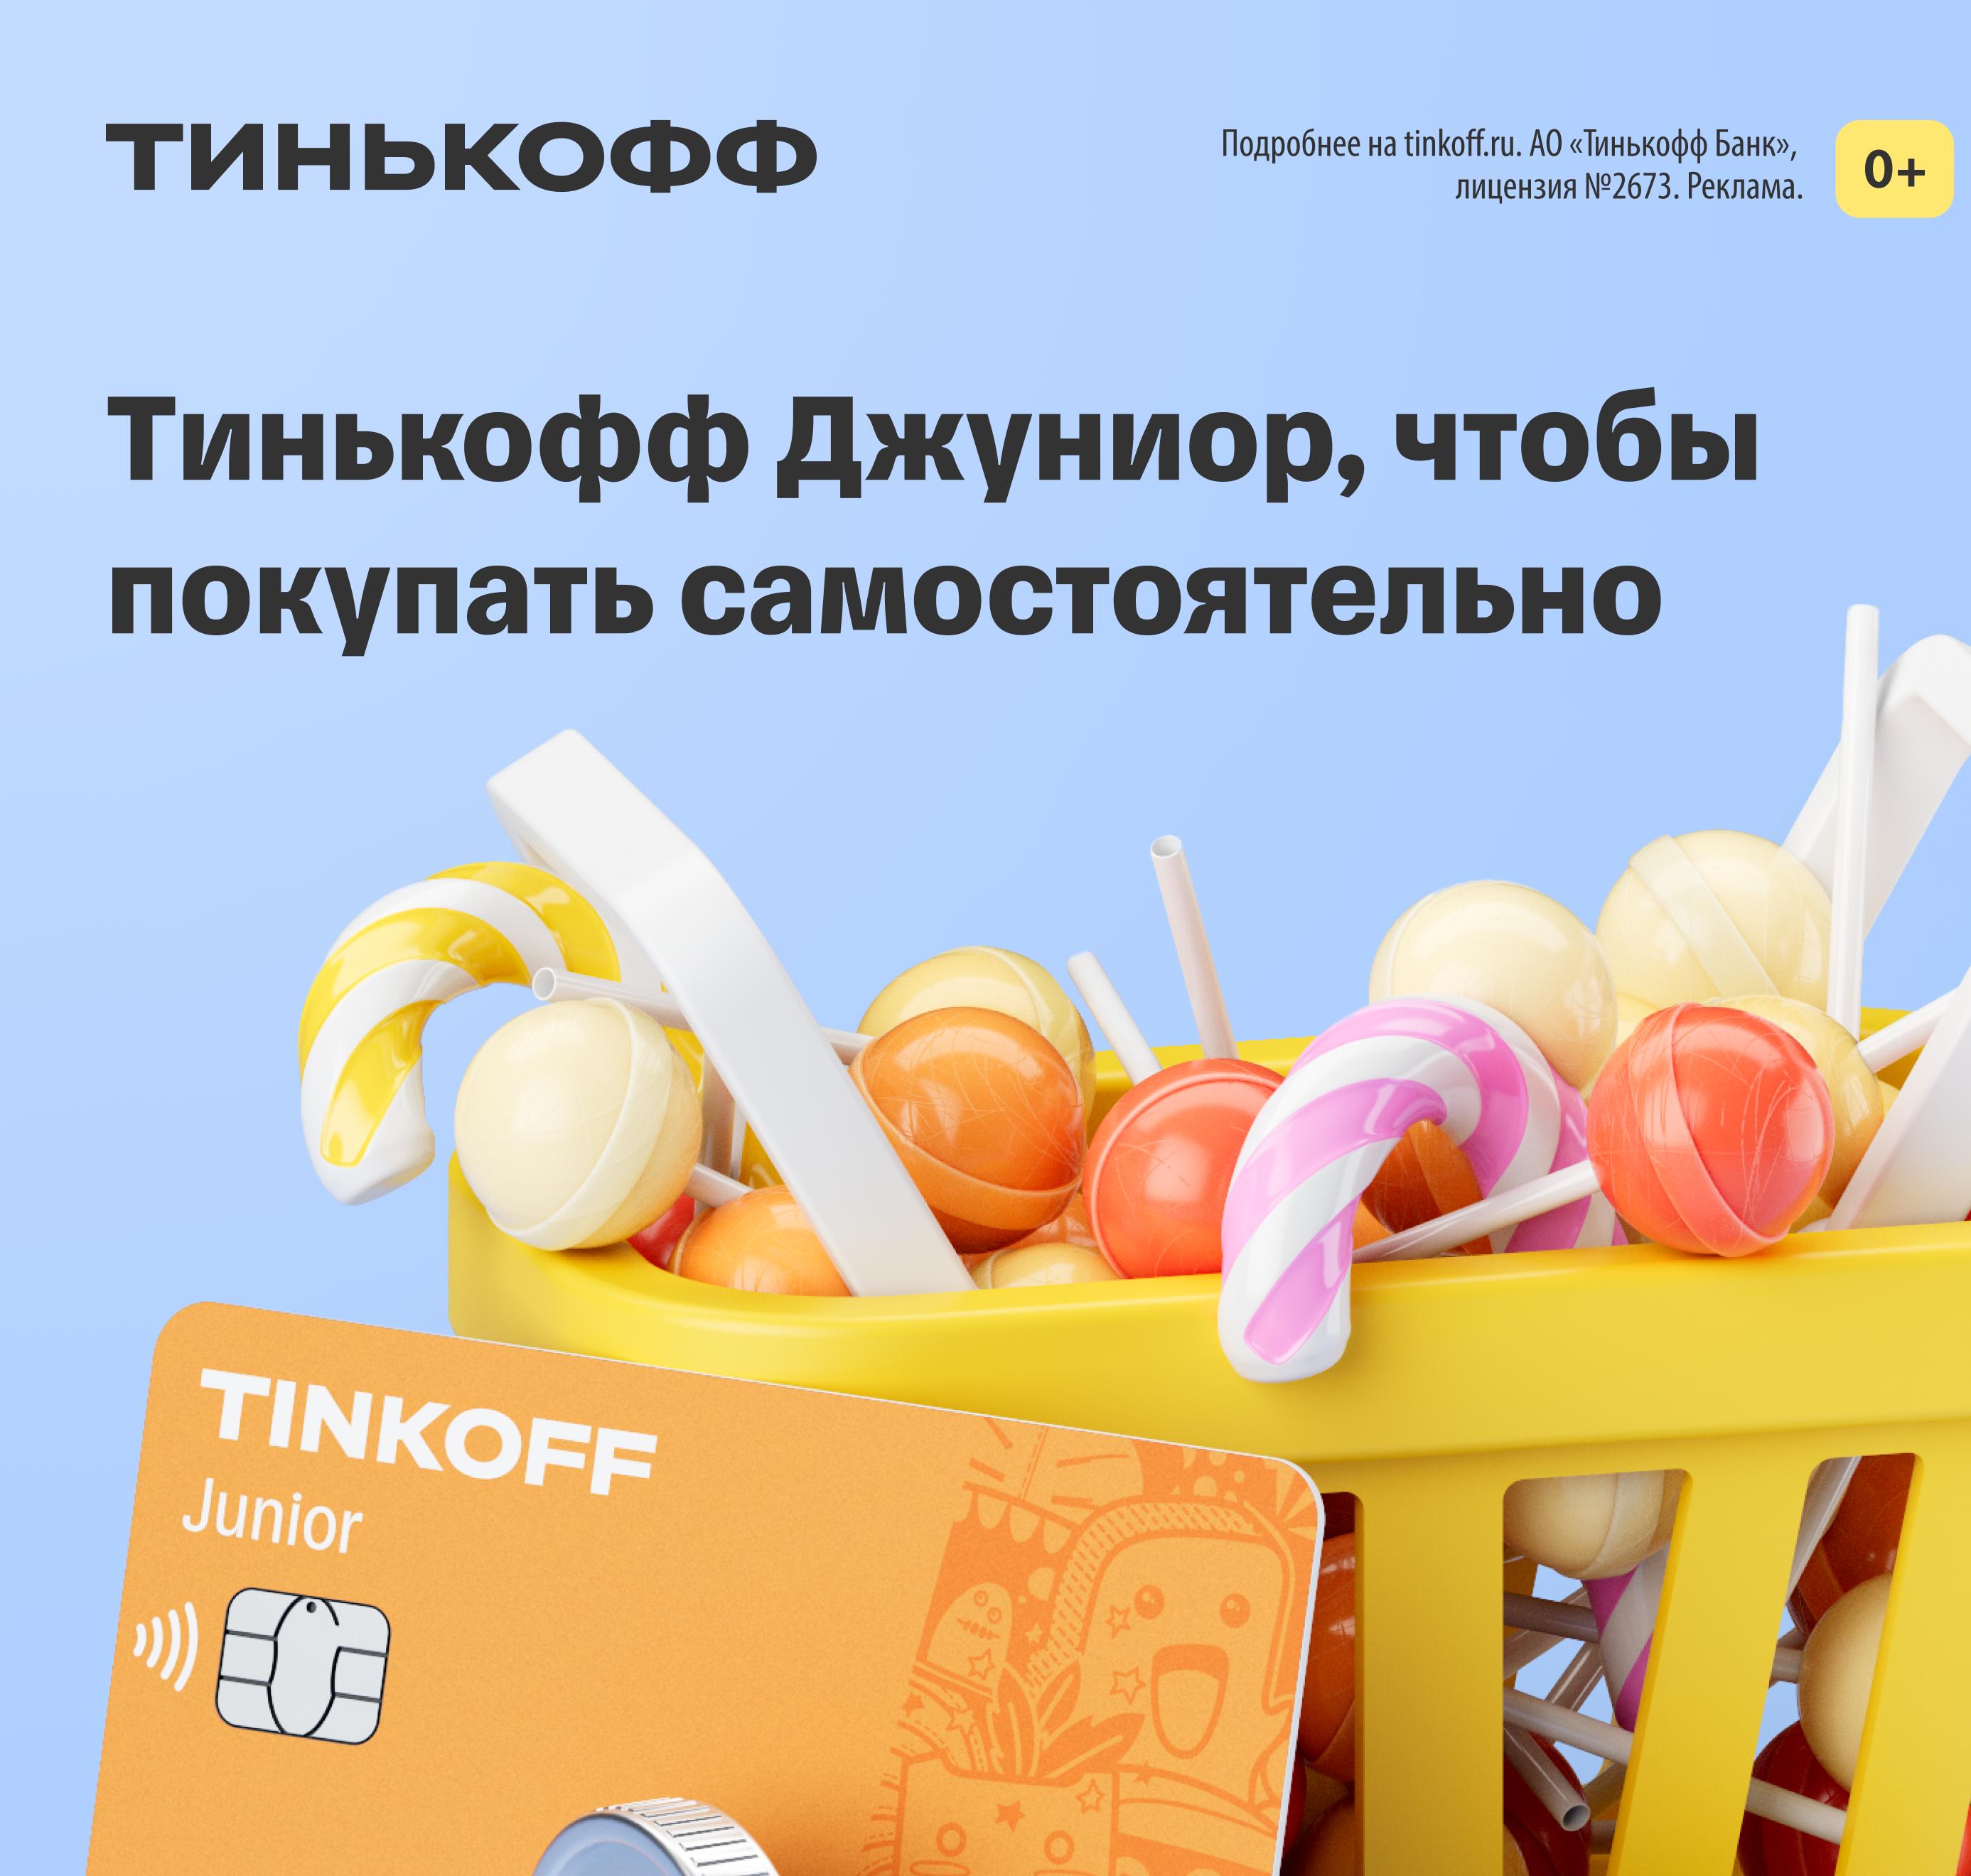 ТИНЬКОФФ
Подробнее на tinkoff.ru. АО «Тинькофф Банк»,
лицензия №2673. Реклама.
0+
Тинькофф Джуниор, чтобы
покупать самостоятельно
TINKOFF
Junior